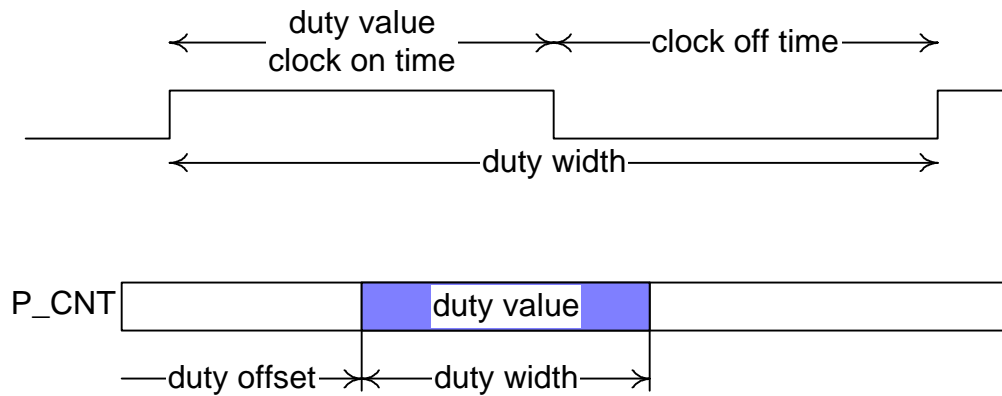 duty value
clock on time
clock off time
duty width
P_CNT
duty value
duty offset
duty width